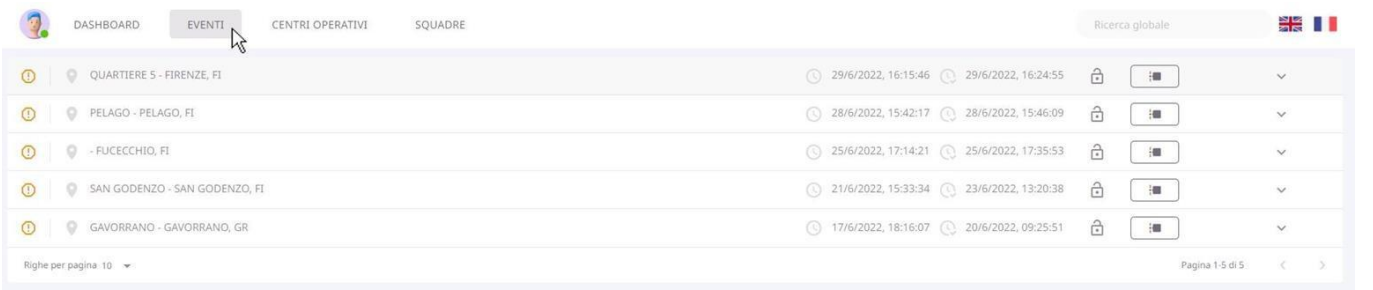 DASHBOARD EVENTI CENTRI OPERATIVI SQUADRE Ricerca globale
QUARTIERE 5 - FIRENZE, FI 29/6/2022, 16:15:46 29/6/2022, 16:24:55
PELAGO - PELAGO, FI 28/6/2022, 15:42:17 28/6/2022, 15:46:09
- FUCECCHIO, FI 25/6/2022, 17:14:21 25/6/2022, 17:35:53
SAN GODENZO - SAN GODENZO, FI 21/6/2022, 15:33:34 23/6/2022, 13:20:38
GAVORRANO - GAVORRANO, GR 17/6/2022, 18:16:07 20/6/2022, 09:25:51
Righe per pagina 10 Pagina 1-5 di 5